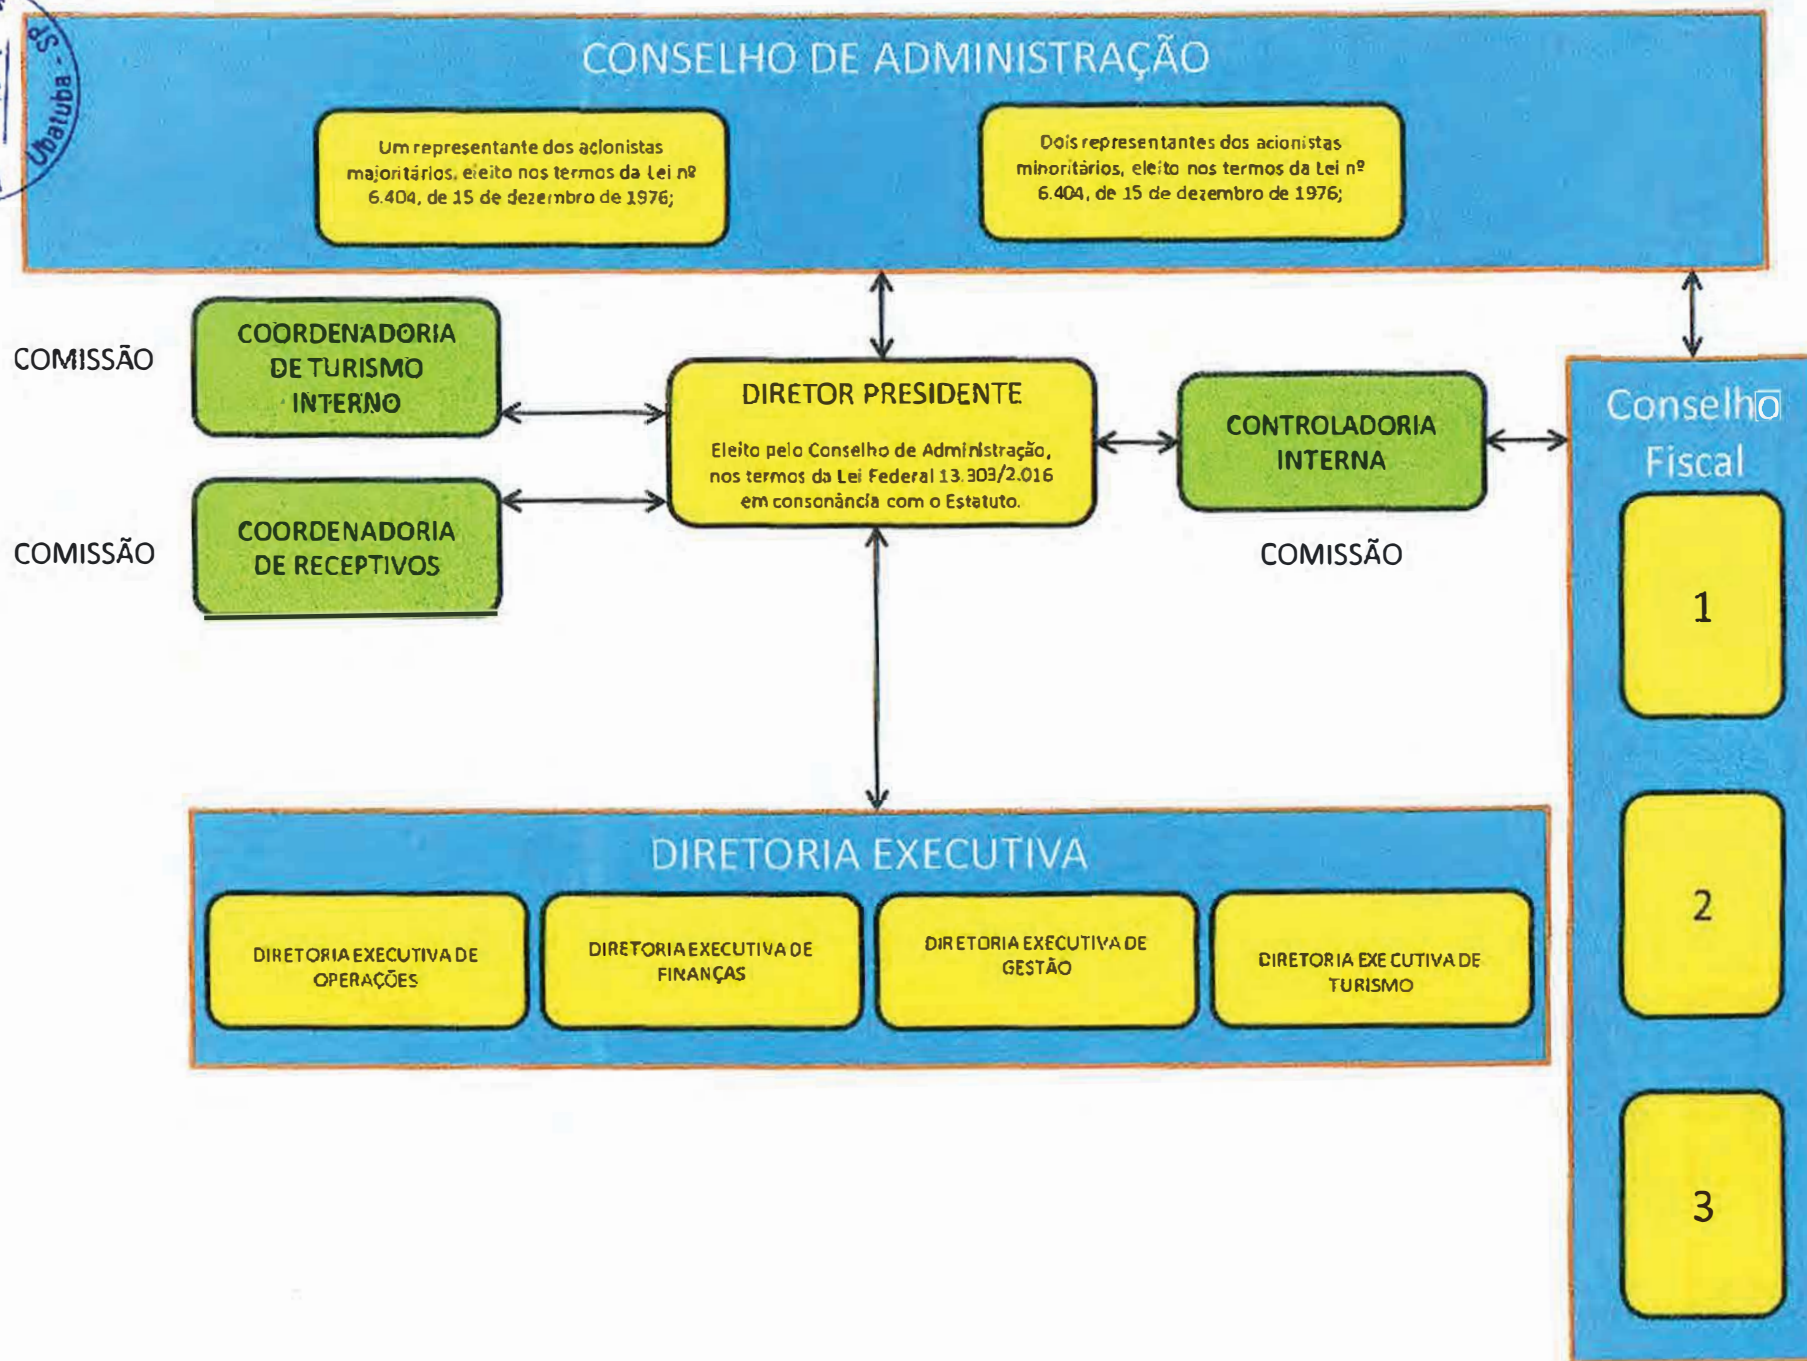 Ubatuba - SP
CONSELHO DE ADMINISTRAÇÃO
Um representante dos acionistas
majoritários, eleito nos termos da Lei nº
6.404, de 15 de dezembro de 1976;
Dois representantes dos acionistas
minoritários, eleito nos termos da Lei nº
6.404, de 15 de dezembro de 1976;
COMISSÃO
COORDENADORIA
DE TURISMO
INTERNO
COMISSÃO
COORDENADORIA
DE RECEPTIVOS
DIRETOR PRESIDENTE
Eleito pelo Conselho de Administração,
nos termos da Lei Federal 13.303/2.016
em consonância com o Estatuto.
CONTROLADORIA
INTERNA
COMISSÃO
Conselho
Fiscal
1
2
3
DIRETORIA EXECUTIVA
DIRETORIA EXECUTIVA DE
OPERAÇÕES
DIRETORIA EXECUTIVA DE
FINANÇAS
DIRETORIA EXECUTIVA DE
GESTÃO
DIRETORIA EXECUTIVA DE
TURISMO